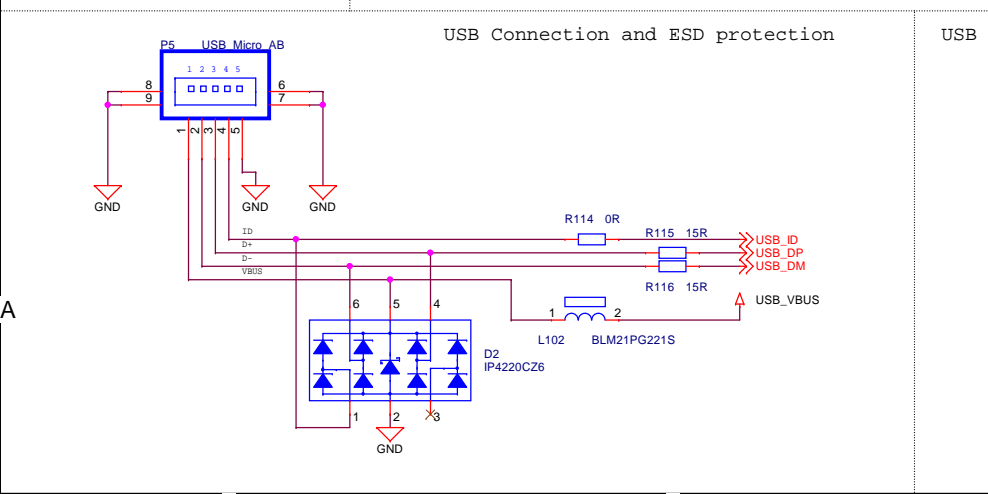 USB Connection and ESD protection
USB
P5 USB_Micro_AB
1 2 3 4 5
8
9
6
7
1
2
3
4
5
GND
GND
GND
ID
D+
D-
VBUS
R114 0R
R115 15R
USB_ID
USB_DP
USB_DM
R116 15R
USB_VBUS
A
6 5 4
1 2
L102 BLM21PG221S
D2
IP4220CZ6
1 2 3
GND